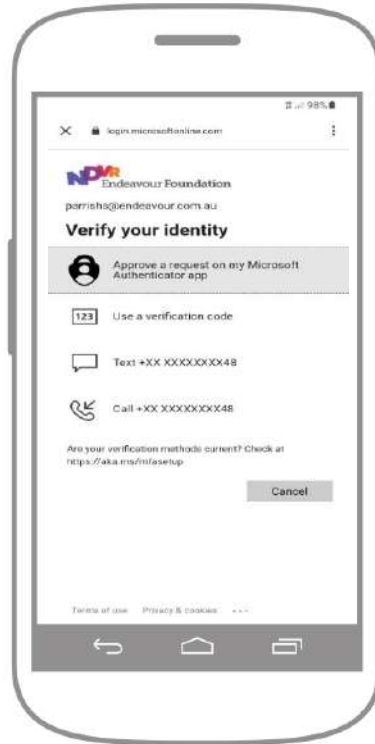 98%
login.microsoftonline.com
NDVR
Endeavour Foundation
parrishs@endeavour.com.au
Verify your identity
Approve a request on my Microsoft
Authenticator app
123
Use a verification code
Text +XX XXXXXXXX48
Call +XX XXXXXXXX48
Are your verification methods current? Check at
https://aka.ms/mfasetup
Cancel
Terms of use Privacy & cookies ...